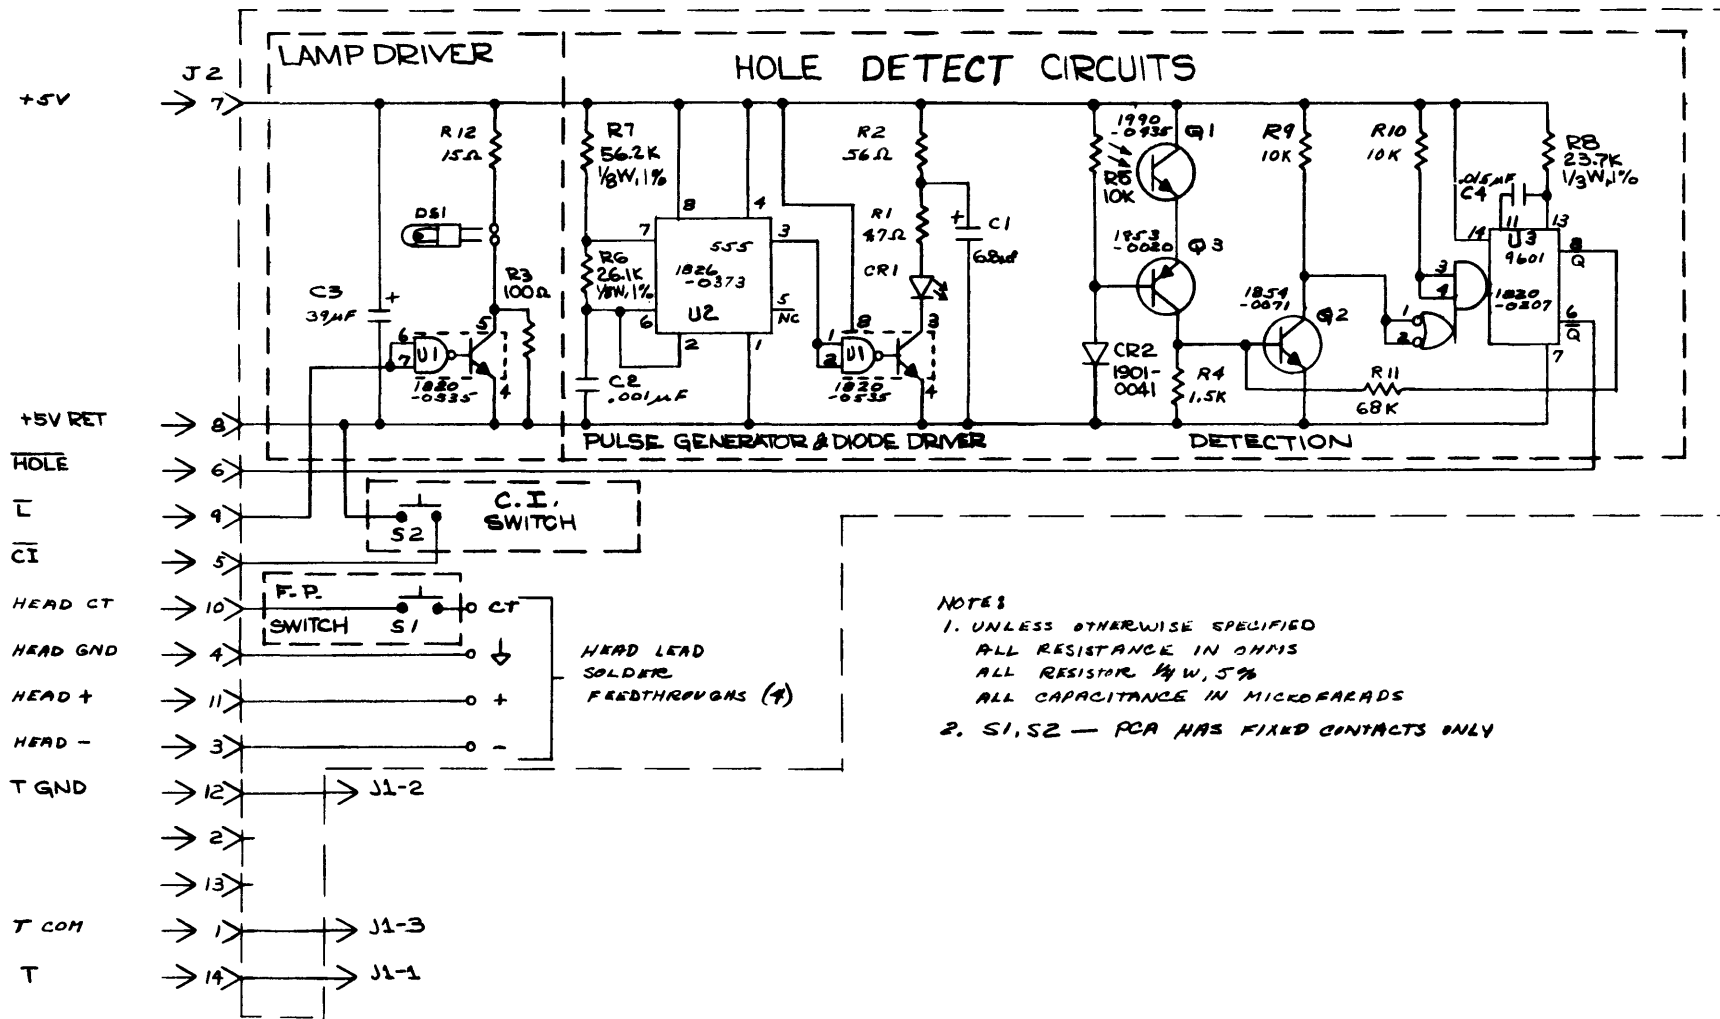 LAMP DRIVER
HOLE DETECT CIRCUITS
J2
+5V
7
R12
15Ω
DS1
C3
39µF
+
R3
100Ω
6
7
U1
5
4
1820
-0535
R7
56.2K
1/8W, 1%
R6
26.1K
1/8W, 1%
C2
.001µF
8
4
7
3
555
1826
-0373
U2
5
NC
6
2
1
R2
56Ω
R1
47Ω
CR1
+
C1
68µF
1
2
8
U1
3
4
1820
-0535
1990
-0435
Q1
R5
10K
1853
-0020
Q3
CR2
1901-
0041
R4
1.5K
R9
10K
1854
-0071
Q2
R11
68K
R10
10K
.015µF
C4
R8
23.7K
1/3W, 1%
14
11
13
U3
9601
8
Q
3
4
1820
-0207
1
2
6
Q̅
7
+5V RET
8
PULSE GENERATOR & DIODE DRIVER
DETECTION
H̅O̅L̅E̅
6
L̅
9
C.I.
SWITCH
S2
C̅I̅
5
F.P.
SWITCH
S1
HEAD CT
10
CT
HEAD GND
4
HEAD +
11
+
HEAD -
3
-
HEAD LEAD
SOLDER
FEEDTHROUGHS (4)
T GND
12
J1-2
2
13
T COM
1
J1-3
T
14
J1-1
NOTE:
1. UNLESS OTHERWISE SPECIFIED
ALL RESISTANCE IN OHMS
ALL RESISTOR 1/4 W, 5%
ALL CAPACITANCE IN MICROFARADS
2. S1, S2 — PCA HAS FIXED CONTACTS ONLY